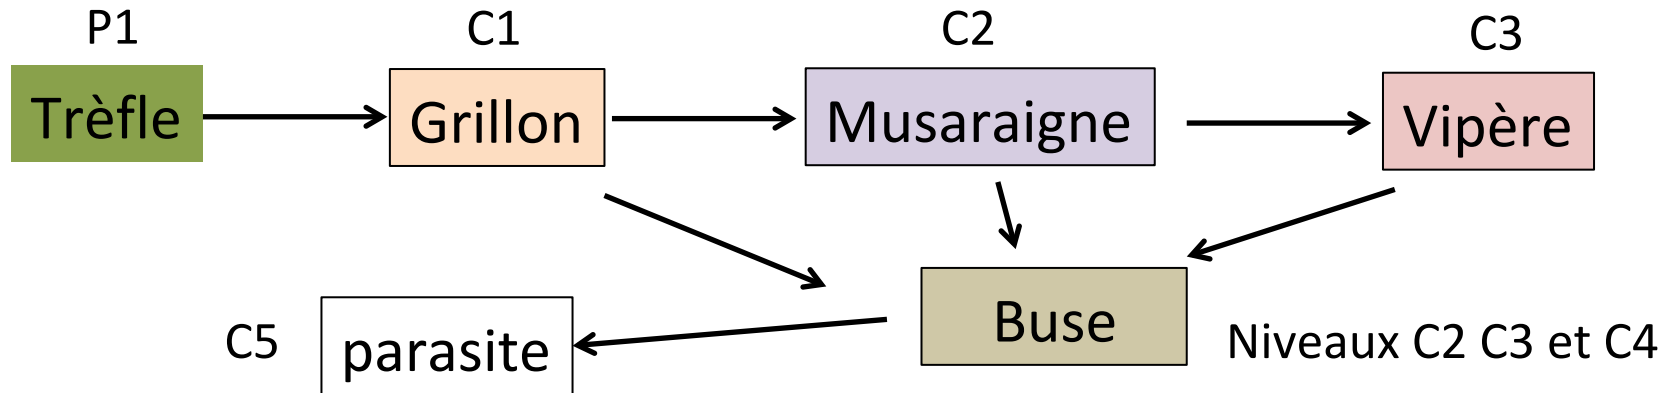 P1
C1
C2
C3
Trèfle
Grillon
Musaraigne
Vipère
Buse
C5
parasite
Niveaux C2 C3 et C4